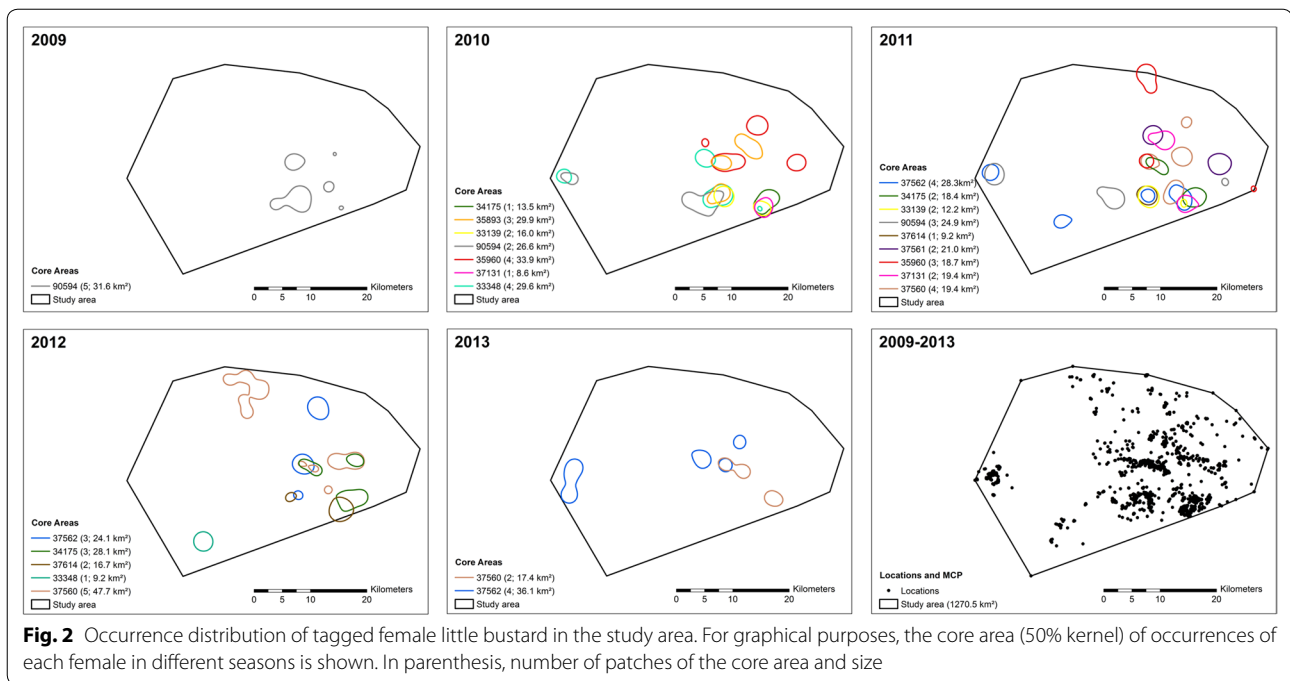 2009
Core Areas
90594 (5; 31.6 km²)
Study area
Kilometers
0 5 10 20
2010
Core Areas
34175 (1; 13.5 km²)
35893 (3; 29.9 km²)
33139 (2; 16.0 km²)
90594 (2; 26.6 km²)
35960 (4; 33.9 km²)
37131 (1; 8.6 km²)
33348 (4; 29.6 km²)
Study area
Kilometers
0 5 10 20
2011
Core Areas
37562 (4; 28.3km²)
34175 (2; 18.4 km²)
33139 (2; 12.2 km²)
90594 (3; 24.9 km²)
37614 (1; 9.2 km²)
37561 (2; 21.0 km²)
35960 (3; 18.7 km²)
37131 (2; 19.4 km²)
37560 (4; 19.4 km²)
Study area
Kilometers
0 5 10 20
2012
Core Areas
37562 (3; 24.1 km²)
34175 (3; 28.1 km²)
37614 (2; 16.7 km²)
33348 (1; 9.2 km²)
37560 (5; 47.7 km²)
Study area
Kilometers
0 5 10 20
2013
Core Areas
37560 (2; 17.4 km²)
37562 (4; 36.1 km²)
Study area
Kilometers
0 5 10 20
2009-2013
Locations and MCP
Locations
Study area (1270.5 km²)
Kilometers
0 5 10 20
Fig. 2 Occurrence distribution of tagged female little bustard in the study area. For graphical purposes, the core area (50% kernel) of occurrences of
each female in different seasons is shown. In parenthesis, number of patches of the core area and size